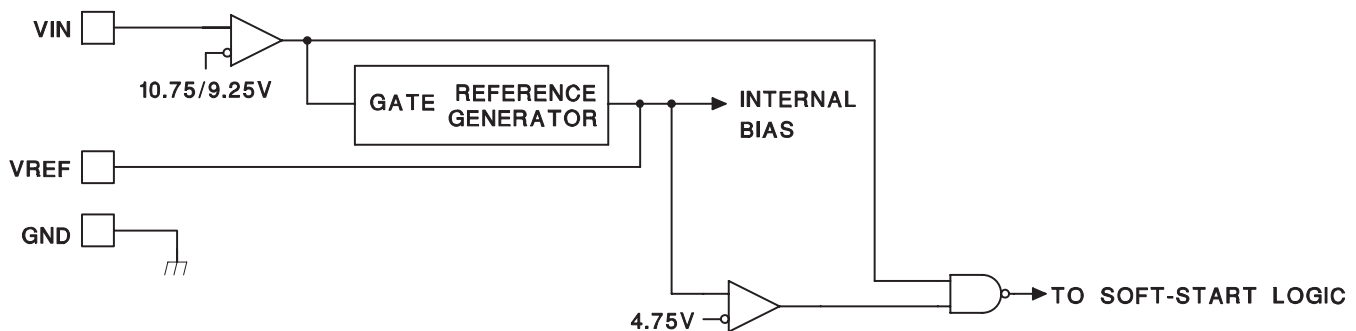 VIN
10.75/9.25V
GATE REFERENCE
GENERATOR
INTERNAL
BIAS
VREF
GND
4.75V
TO SOFT-START LOGIC